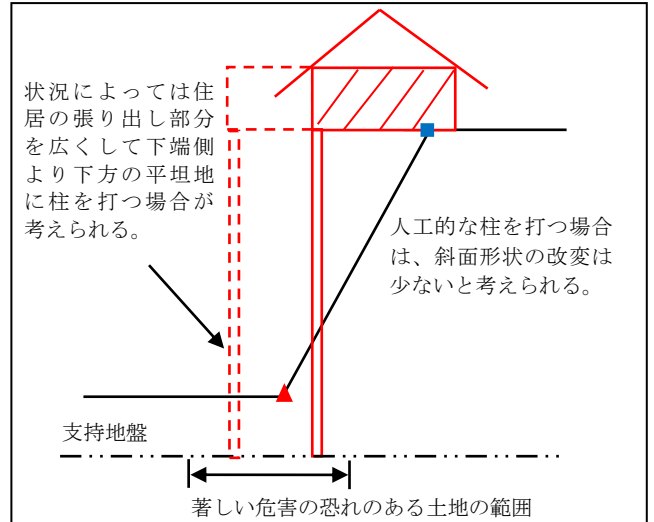 状況によっては住
居の張り出し部分
を広くして下端側
より下方の平坦地
に柱を打つ場合が
考えられる。
人工的な柱を打つ場合
は、斜面形状の改変は
少ないと考えられる。
支持地盤
著しい危害の恐れのある土地の範囲